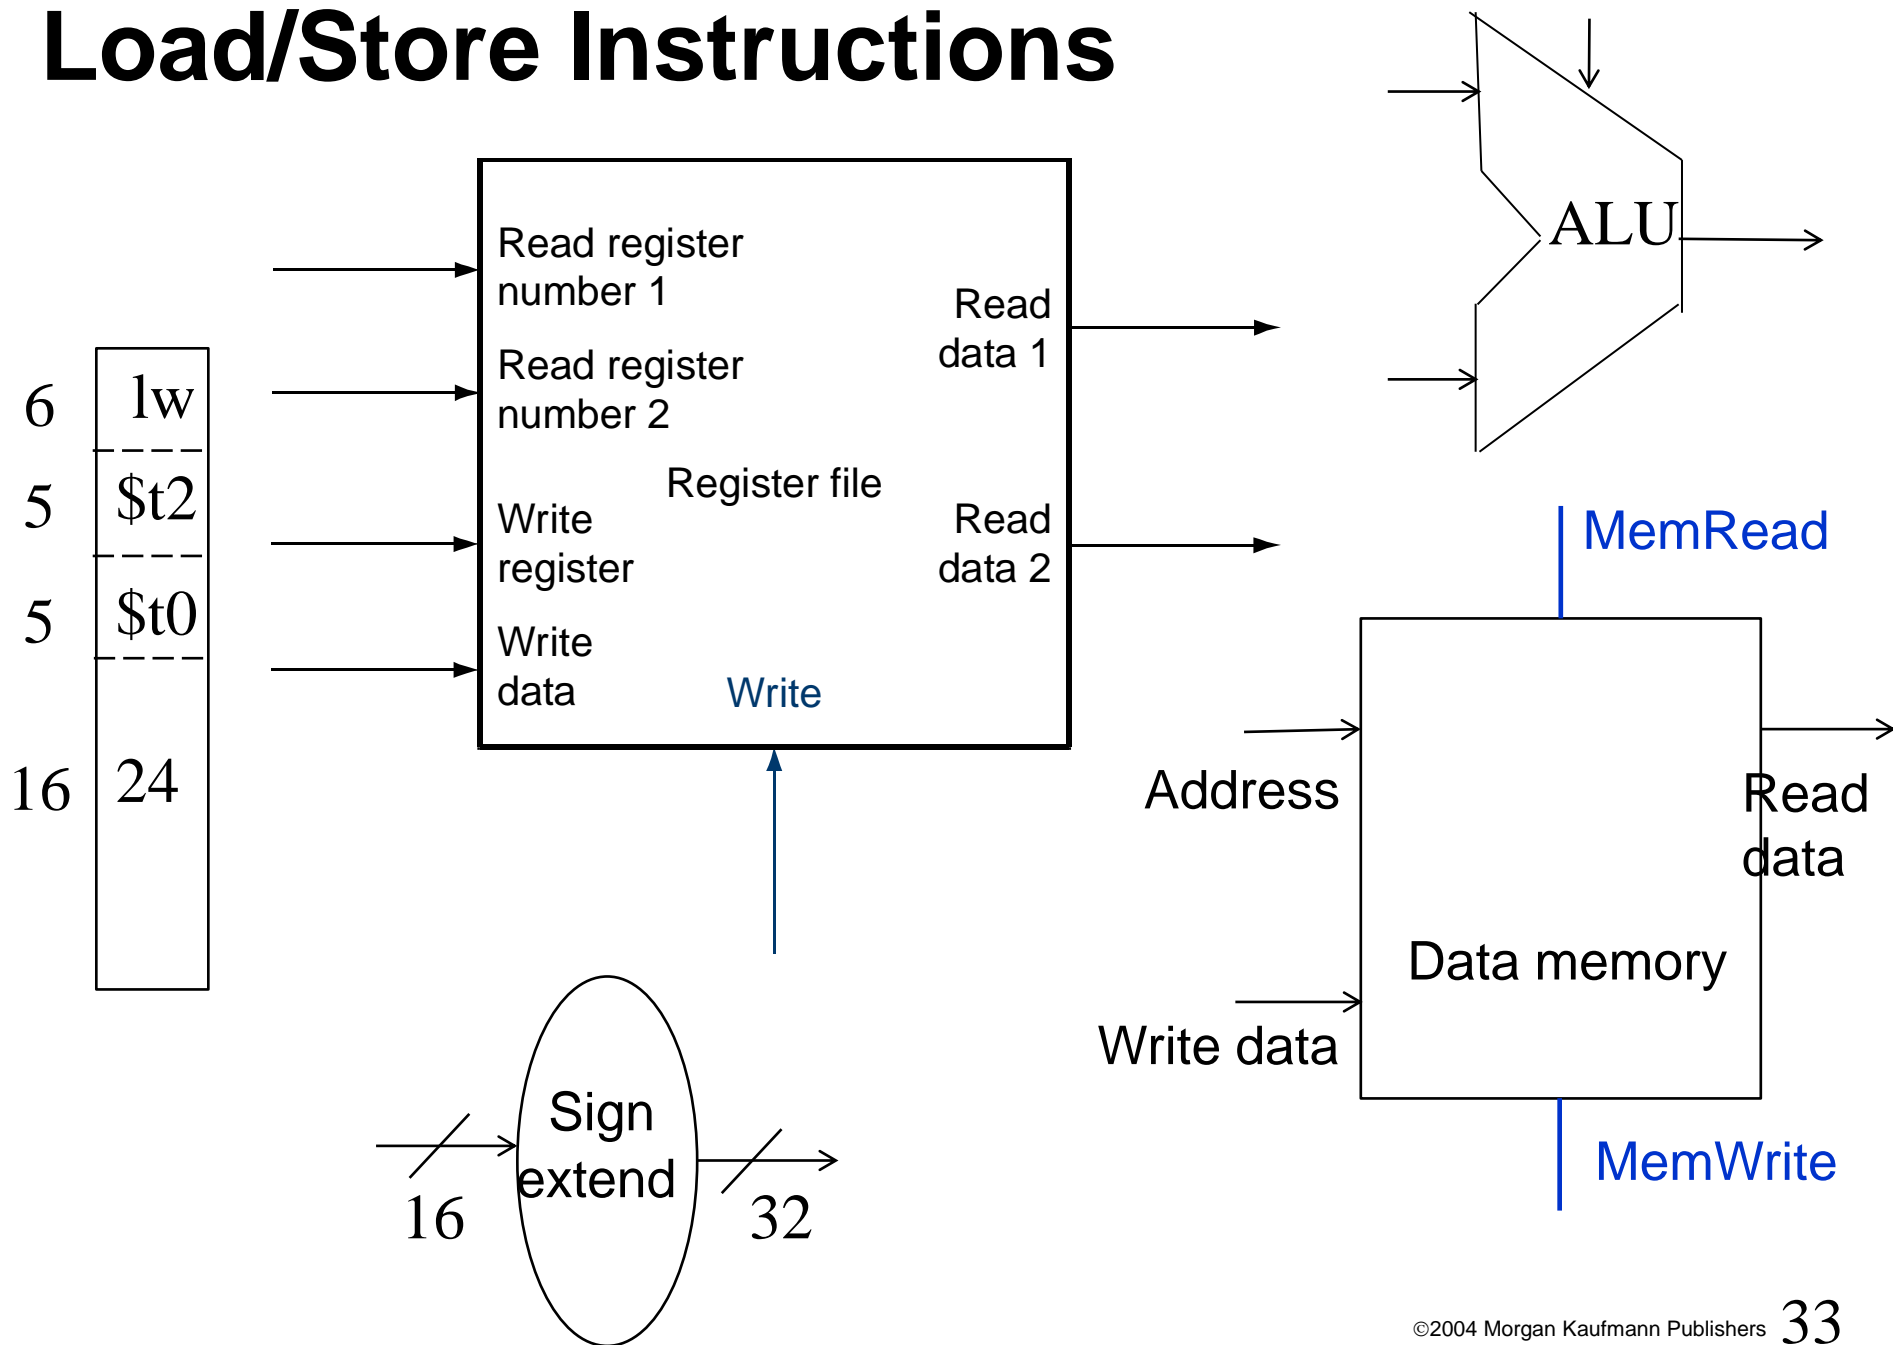 Load/Store Instructions
ALU
Read register
number 1
Read
data 1
Read register
number 2
Register file
Write
register
Read
data 2
Write
data
Write
6
lw
5
$t2
5
$t0
16
24
MemRead
Address
Read
data
Data memory
Write data
MemWrite
Sign
extend
16
32
©2004 Morgan Kaufmann Publishers
33